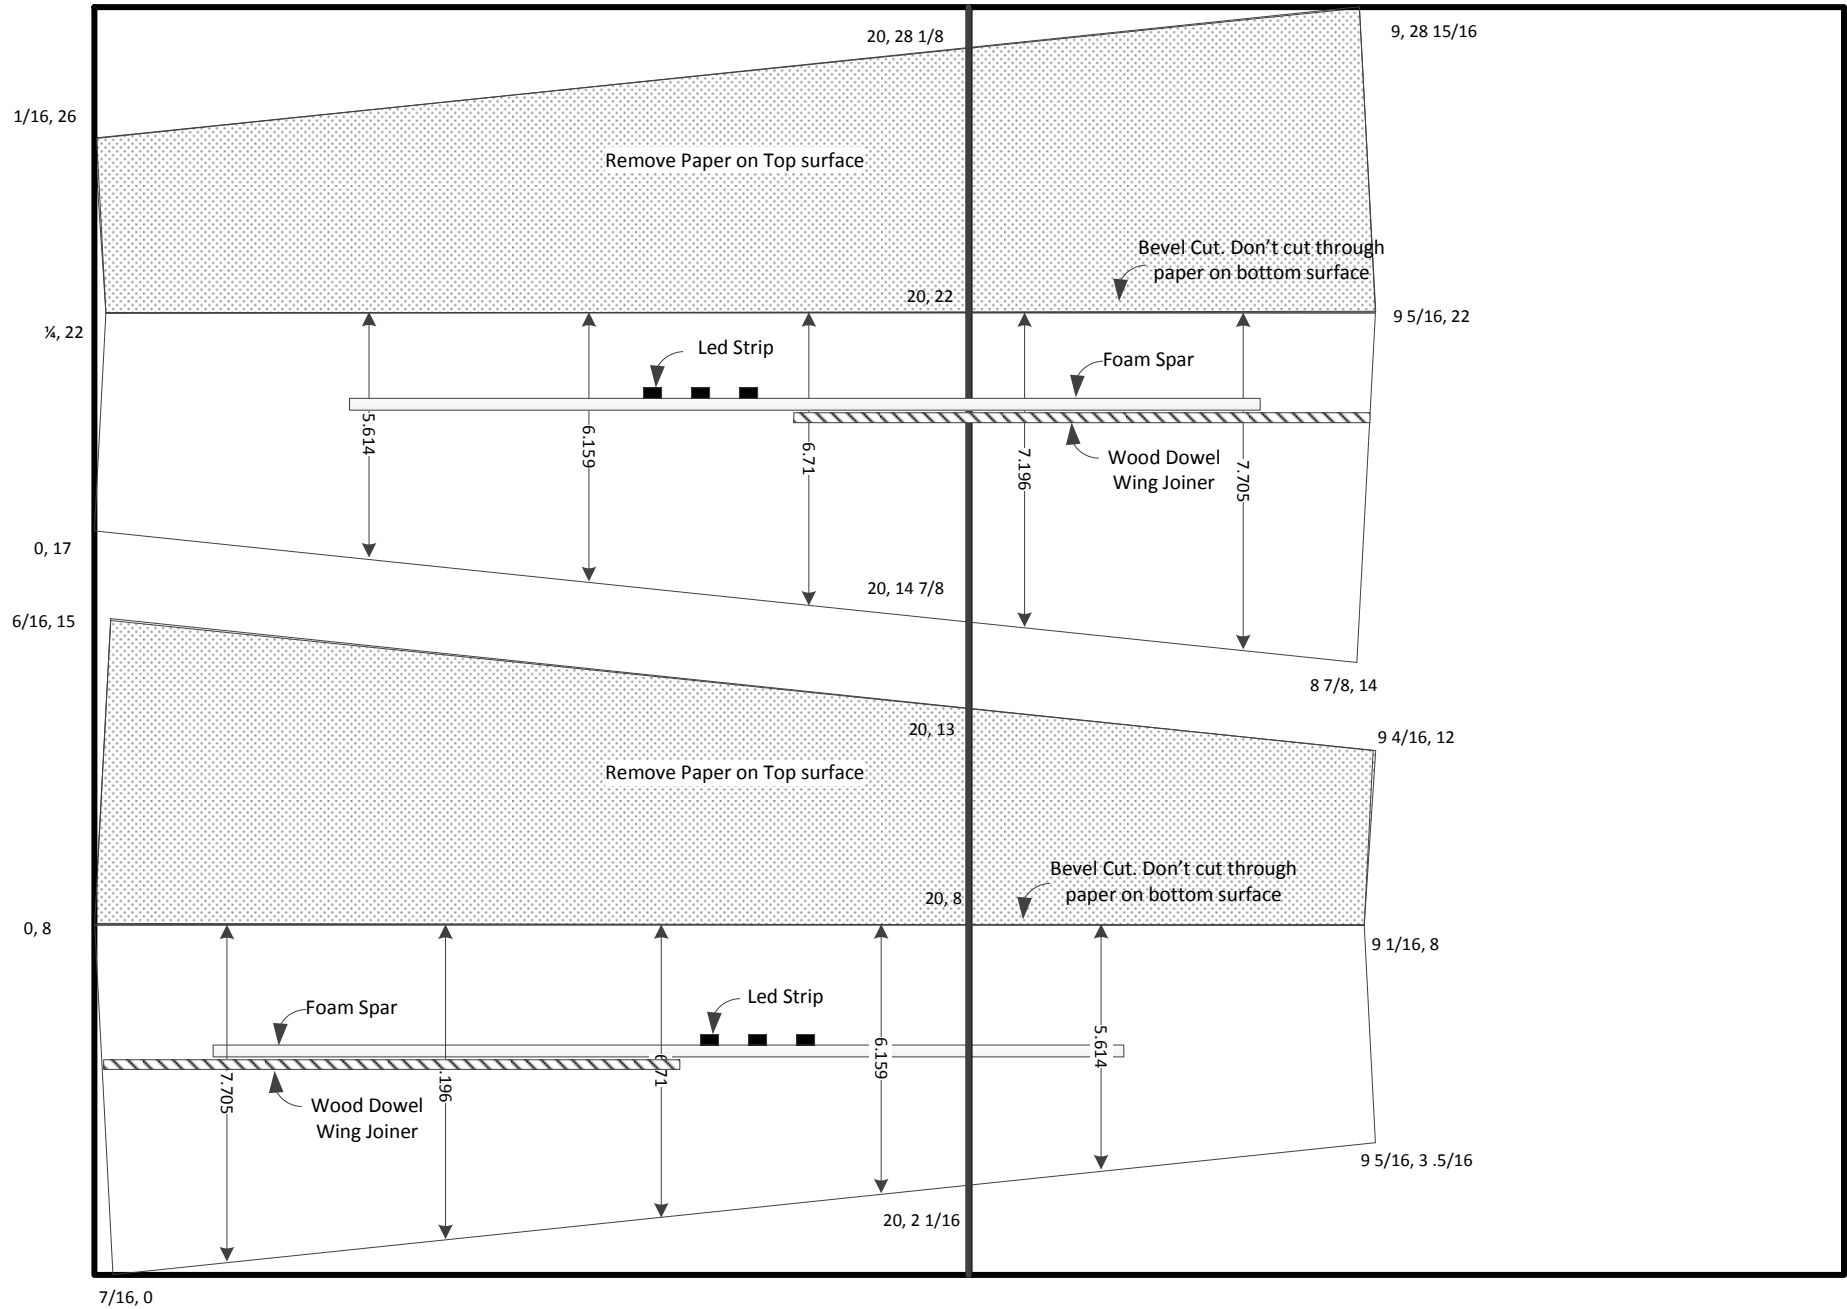 20, 28 1/8
9, 28 15/16
1/16, 26
Remove Paper on Top surface
Bevel Cut. Don’t cut through
paper on bottom surface
20, 22
9 5/16, 22
¼, 22
Led Strip
Foam Spar
5.614
6.159
6.71
7.196
7.705
Wood Dowel
Wing Joiner
0, 17
20, 14 7/8
6/16, 15
8 7/8, 14
20, 13
9 4/16, 12
Remove Paper on Top surface
Bevel Cut. Don’t cut through
paper on bottom surface
20, 8
0, 8
9 1/16, 8
Foam Spar
Led Strip
7.705
.196
6.71
6.159
5.614
Wood Dowel
Wing Joiner
9 5/16, 3 .5/16
20, 2 1/16
7/16, 0